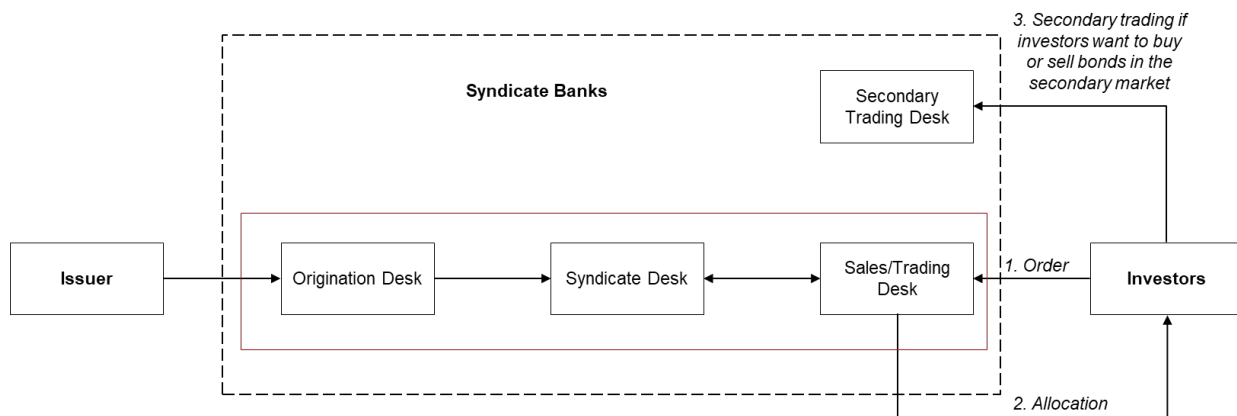 3. Secondary trading if
investors want to buy
or sell bonds in the
secondary market
Syndicate Banks
Secondary
Trading Desk
Issuer
Origination Desk
Syndicate Desk
Sales/Trading
Desk
1. Order
Investors
2. Allocation